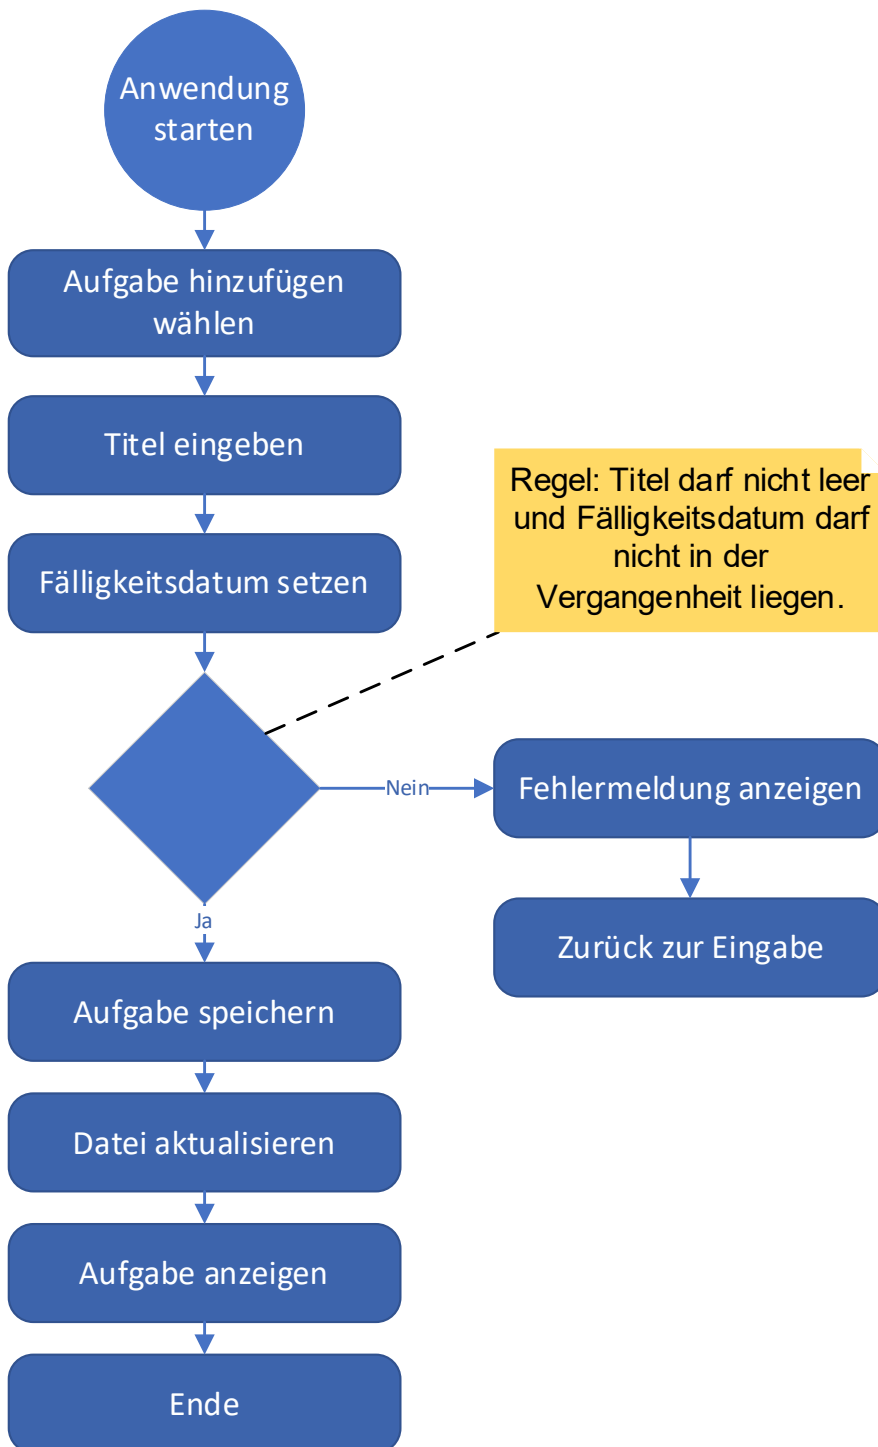 Anwendung
starten
Aufgabe hinzufügen
wählen
Titel eingeben
Fälligkeitsdatum setzen
Regel: Titel darf nicht leer
und Fälligkeitsdatum darf
nicht in der
Vergangenheit liegen.
Nein
Fehlermeldung anzeigen
Zurück zur Eingabe
Ja
Aufgabe speichern
Datei aktualisieren
Aufgabe anzeigen
Ende